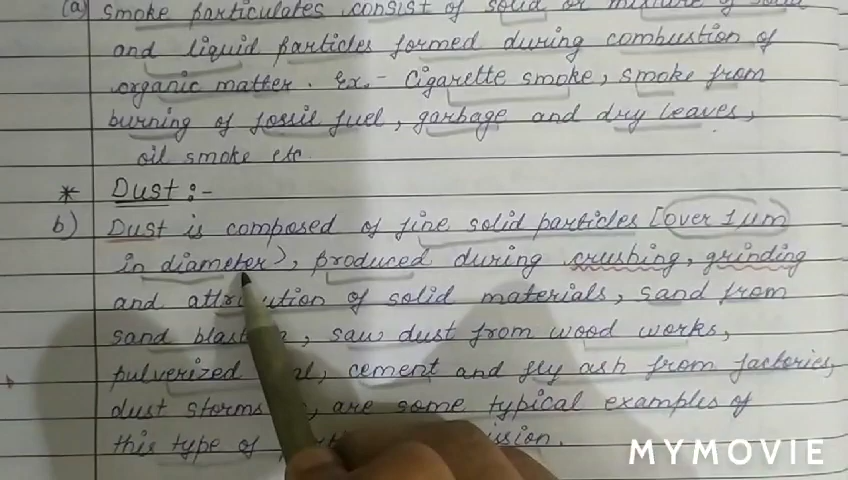 (a) smoke particulates consist of solid or mixture of solid
and liquid particles formed during combustion of
organic matter. Ex.- Cigarette smoke, smoke from
burning of fossil fuel, garbage and dry leaves,
oil smoke etc.
* Dust :-
b) Dust is composed of fine solid particles [over 1 µm
in diameter), produced during crushing, grinding
and of solid materials, sand from
sand saw dust from wood works,
pulverized cement and fly ash from factories,
dust storms are some typical examples of
this type of
MYMOVIE